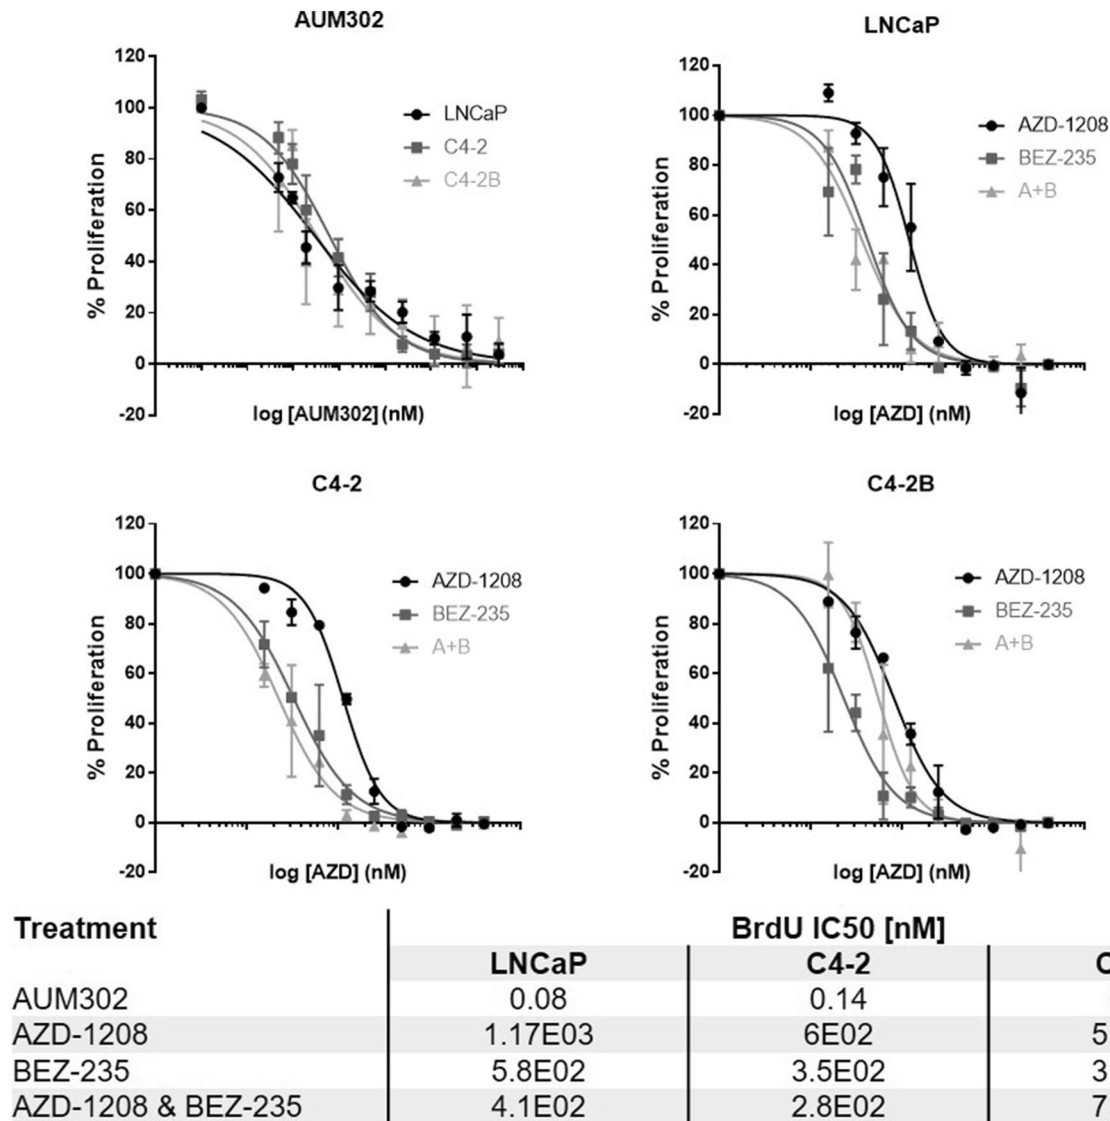 AUM302
120
100
80
60
40
20
0
-20
% Proliferation
log [AUM302] (nM)
LNCaP
C4-2
C4-2B
LNCaP
120
100
80
60
40
20
0
-20
% Proliferation
log [AZD] (nM)
AZD-1208
BEZ-235
A+B
C4-2
120
100
80
60
40
20
0
-20
% Proliferation
log [AZD] (nM)
AZD-1208
BEZ-235
A+B
C4-2B
120
100
80
60
40
20
0
-20
% Proliferation
log [AZD] (nM)
AZD-1208
BEZ-235
A+B
Treatment BrdU IC50 [nM]
LNCaP C4-2
AUM302 0.08 0.14
AZD-1208 1.17E03 6E02 5
BEZ-235 5.8E02 3.5E02 3
AZD-1208 & BEZ-235 4.1E02 2.8E02 7